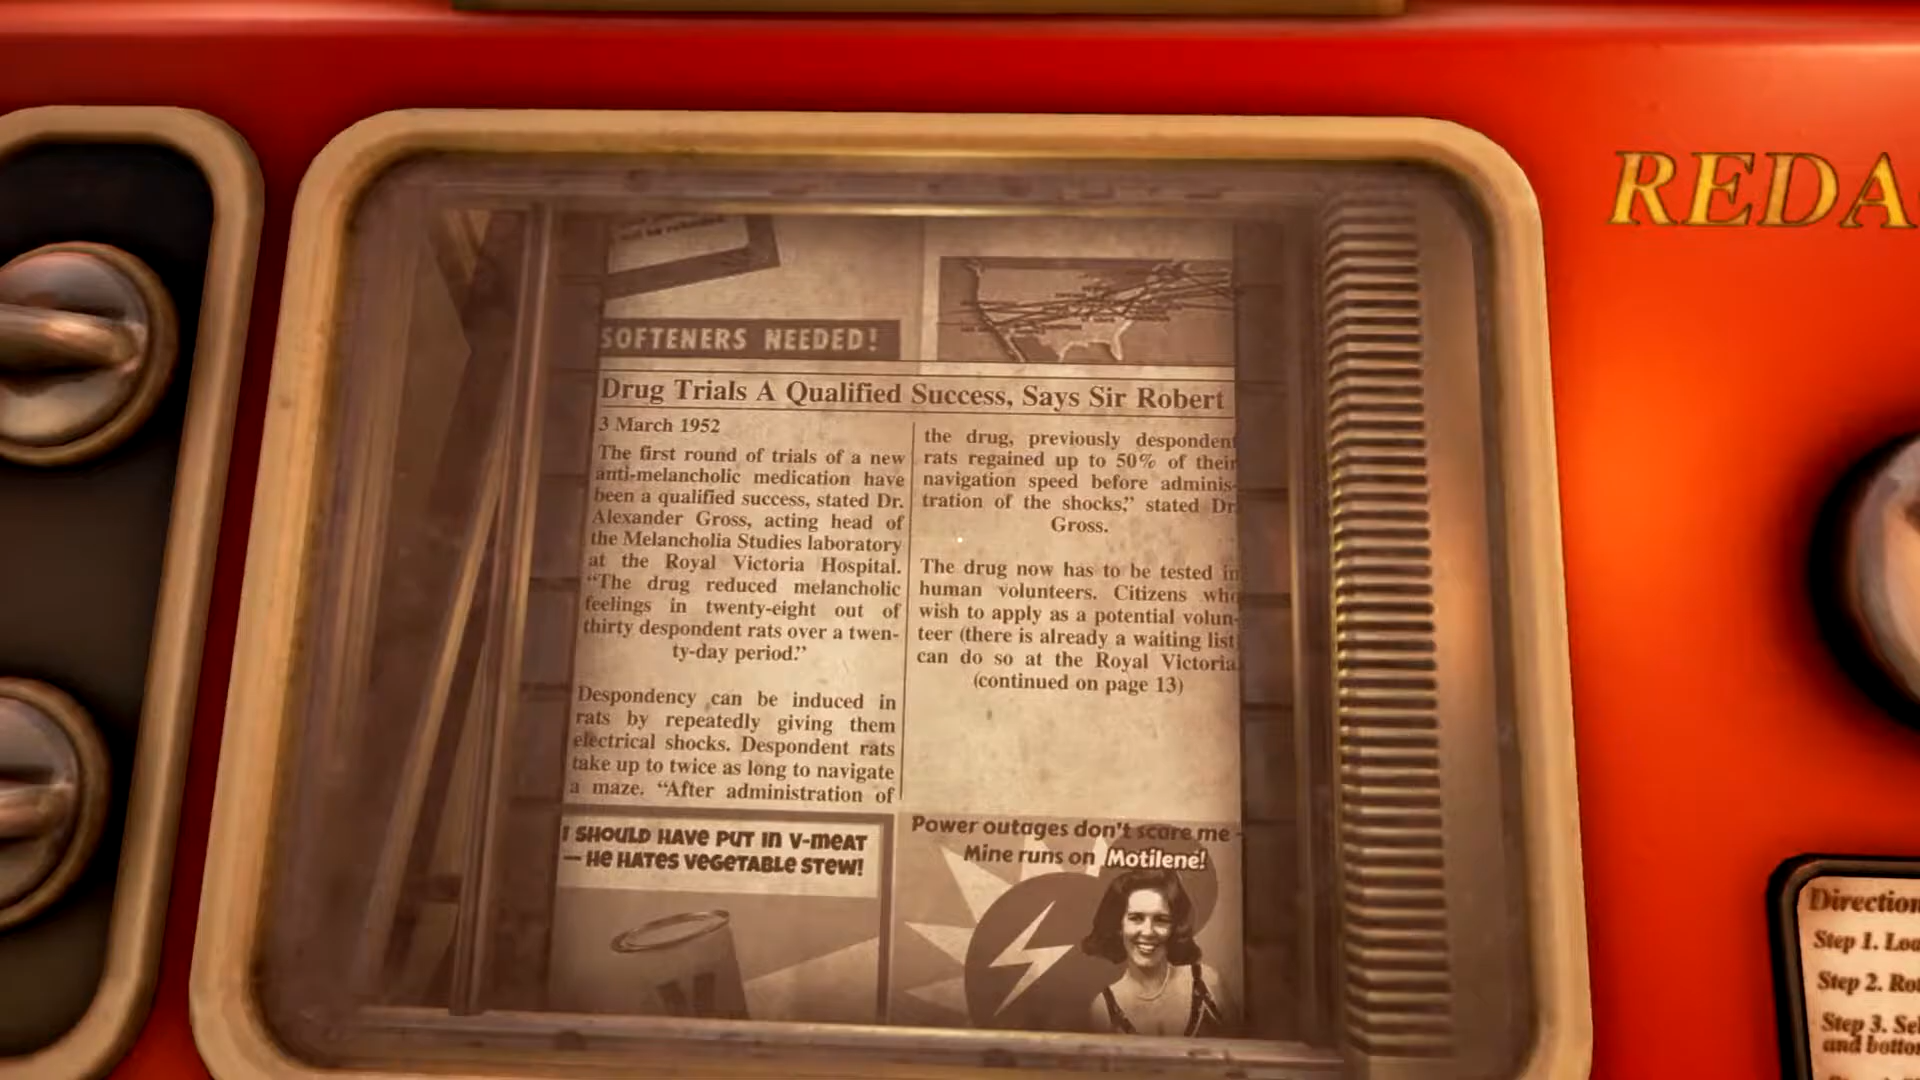 REDA
SOFTENERS NEEDED!
Drug Trials A Qualified Success, Says Sir Robert
3 March 1952
The first round of trials of a new
anti-melancholic medication have
been a qualified success, stated Dr.
Alexander Gross, acting head of
the Melancholia Studies laboratory
at the Royal Victoria Hospital.
“The drug reduced melancholic
feelings in twenty-eight out of
thirty despondent rats over a twen-
ty-day period.”
Despondency can be induced in
rats by repeatedly giving them
electrical shocks. Despondent rats
take up to twice as long to navigate
a maze. “After administration of
the drug, previously despondent
rats regained up to 50% of their
navigation speed before adminis-
tration of the shocks,” stated Dr
Gross.
The drug now has to be tested in
human volunteers. Citizens who
wish to apply as a potential volun-
teer (there is already a waiting list
can do so at the Royal Victoria
(continued on page 13)
I SHOULD HAVE PUT IN V-MEAT
— HE HATES VEGETABLE STEW!
Power outages don't scare me -
Mine runs on Motilene!
Direction
Step 1. Loa
Step 2. Rot
Step 3. Sel
and botto